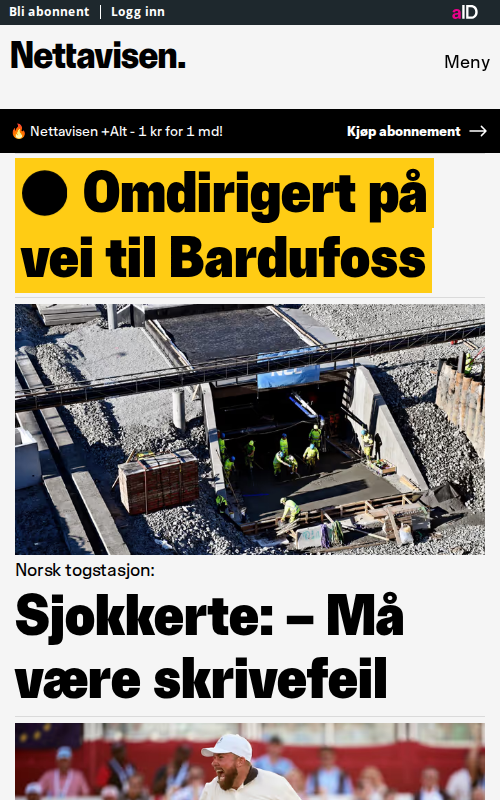 Bli abonnent | Logg inn
aID
Nettavisen.
Meny
🔥 Nettavisen +Alt - 1 kr for 1 md!
Kjøp abonnement →
● Omdirigert på
vei til Bardufoss
Norsk togstasjon:
Sjokkerte: – Må
være skrivefeil